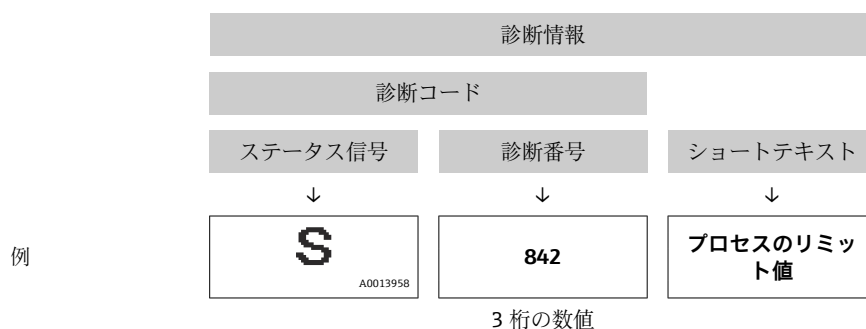 診断情報
診断コード
ステータス信号 診断番号 ショートテキスト
↓ ↓ ↓
例 S 842 プロセスのリミッ
ト値
A0013958
3 桁の数値